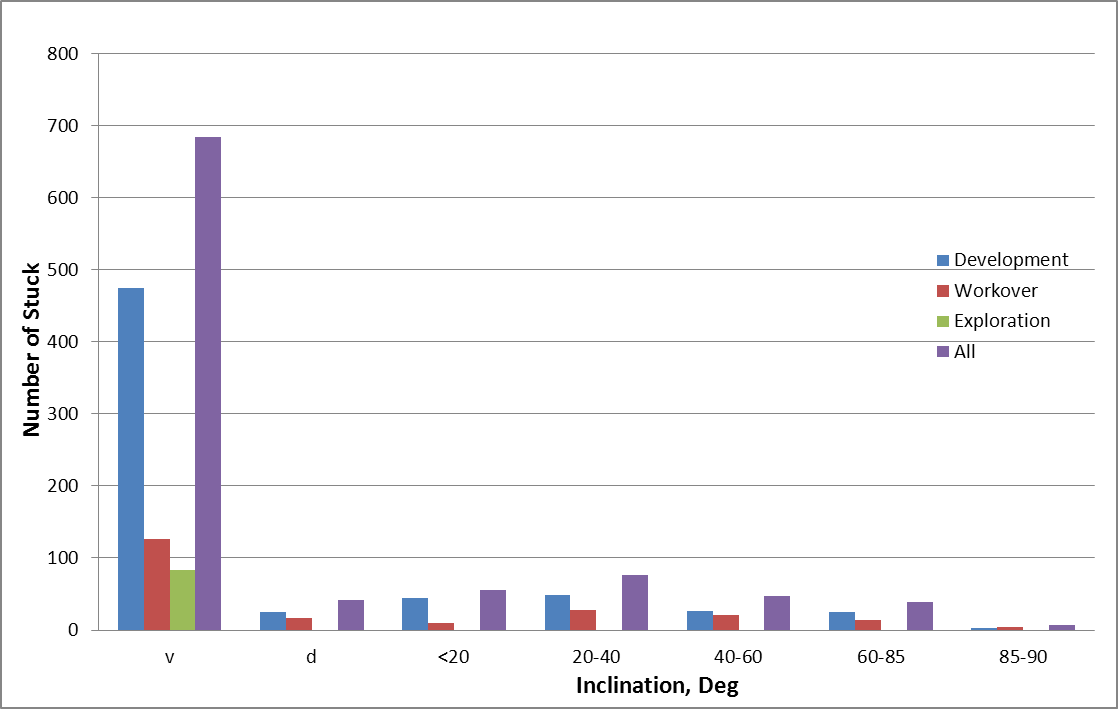 800
700
600
500
400
300
200
100
0
Number of Stuck
Development
Workover
Exploration
All
v d <20 20-40 40-60 60-85 85-90
Inclination, Deg